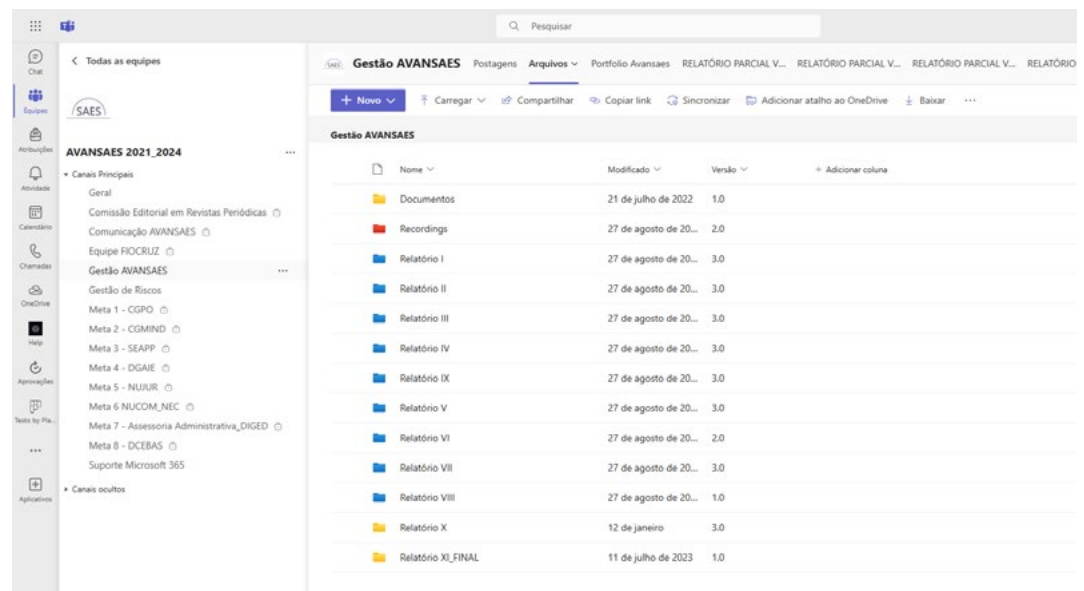 Pesquisar
Chat
Equipes
Atribuições
Atividade
Calendário
Chamadas
OneDrive
Help
Aprovações
Tasks by Pla...
Aplicativos
Todas as equipes
SAES
AVANSAES 2021_2024
Canais Principais
Geral
Comissão Editorial em Revistas Periódicas
Comunicação AVANSAES
Equipe FIOCRUZ
Gestão AVANSAES
Gestão de Riscos
Meta 1 - CGPO
Meta 2 - CGMIND
Meta 3 - SEAPP
Meta 4 - DGAIE
Meta 5 - NUJUR
Meta 6 NUCOM_NEC
Meta 7 - Assessoria Administrativa_DIGED
Meta 8 - DCEBAS
Suporte Microsoft 365
Canais ocultos
SAES Gestão AVANSAES Postagens Arquivos Portfolio Avansaes RELATÓRIO PARCIAL V... RELATÓRIO PARCIAL V... RELATÓRIO PARCIAL V... RELATÓRIO
+ Novo Carregar Compartilhar Copiar link Sincronizar Adicionar atalho ao OneDrive Baixar ...
Gestão AVANSAES
Nome Modificado Versão + Adicionar coluna
Documentos 21 de julho de 2022 1.0
Recordings 27 de agosto de 20... 2.0
Relatório I 27 de agosto de 20... 3.0
Relatório II 27 de agosto de 20... 3.0
Relatório III 27 de agosto de 20... 3.0
Relatório IV 27 de agosto de 20... 3.0
Relatório IX 27 de agosto de 20... 3.0
Relatório V 27 de agosto de 20... 3.0
Relatório VI 27 de agosto de 20... 2.0
Relatório VII 27 de agosto de 20... 3.0
Relatório VIII 27 de agosto de 20... 1.0
Relatório X 12 de janeiro 3.0
Relatório XI_FINAL 11 de julho de 2023 1.0